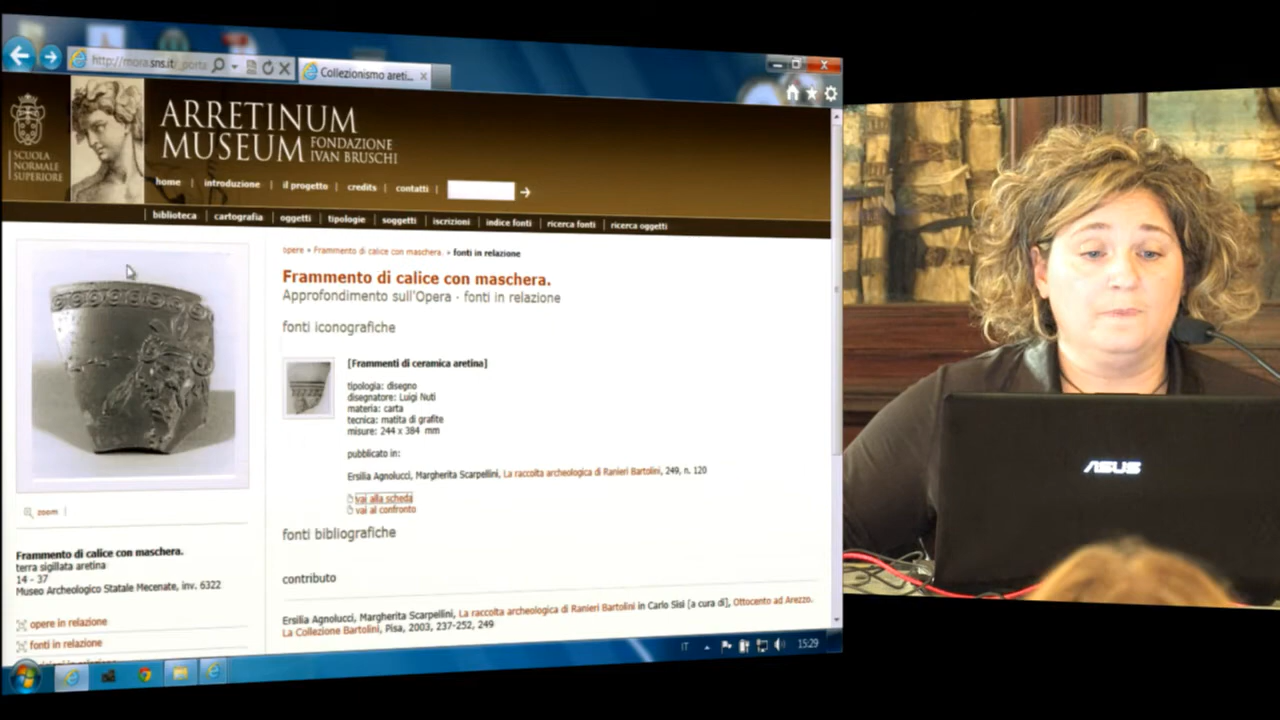 http://mora.sns.it/_porta
Collezionismo areti...
SCUOLA
NORMALE
SUPERIORE
ARRETINUM
MUSEUM FONDAZIONE
IVAN BRUSCHI
home | introduzione | il progetto | credits | contatti |
biblioteca | cartografia | oggetti | tipologie | soggetti | iscrizioni | indice fonti | ricerca fonti | ricerca oggetti
opere » Frammento di calice con maschera. » fonti in relazione
Frammento di calice con maschera.
Approfondimento sull'Opera - fonti in relazione
fonti iconografiche
[Frammenti di ceramica aretina]
tipologia: disegno
disegnatore: Luigi Nuti
materia: carta
tecnica: matita di grafite
misure: 244 x 384 mm
pubblicato in:
Ersilia Agnolucci, Margherita Scarpellini, La raccolta archeologica di Ranieri Bartolini, 249, n. 120
vai alla scheda
vai al confronto
fonti bibliografiche
contributo
Ersilia Agnolucci, Margherita Scarpellini, La raccolta archeologica di Ranieri Bartolini in Carlo Sisi [a cura di], Ottocento ad Arezzo.
La Collezione Bartolini, Pisa, 2003, 237-252, 249
zoom |
Frammento di calice con maschera.
terra sigillata aretina
14 - 37
Museo Archeologico Statale Mecenate, inv. 6322
opere in relazione
fonti in relazione
IT
15:29
ASUS